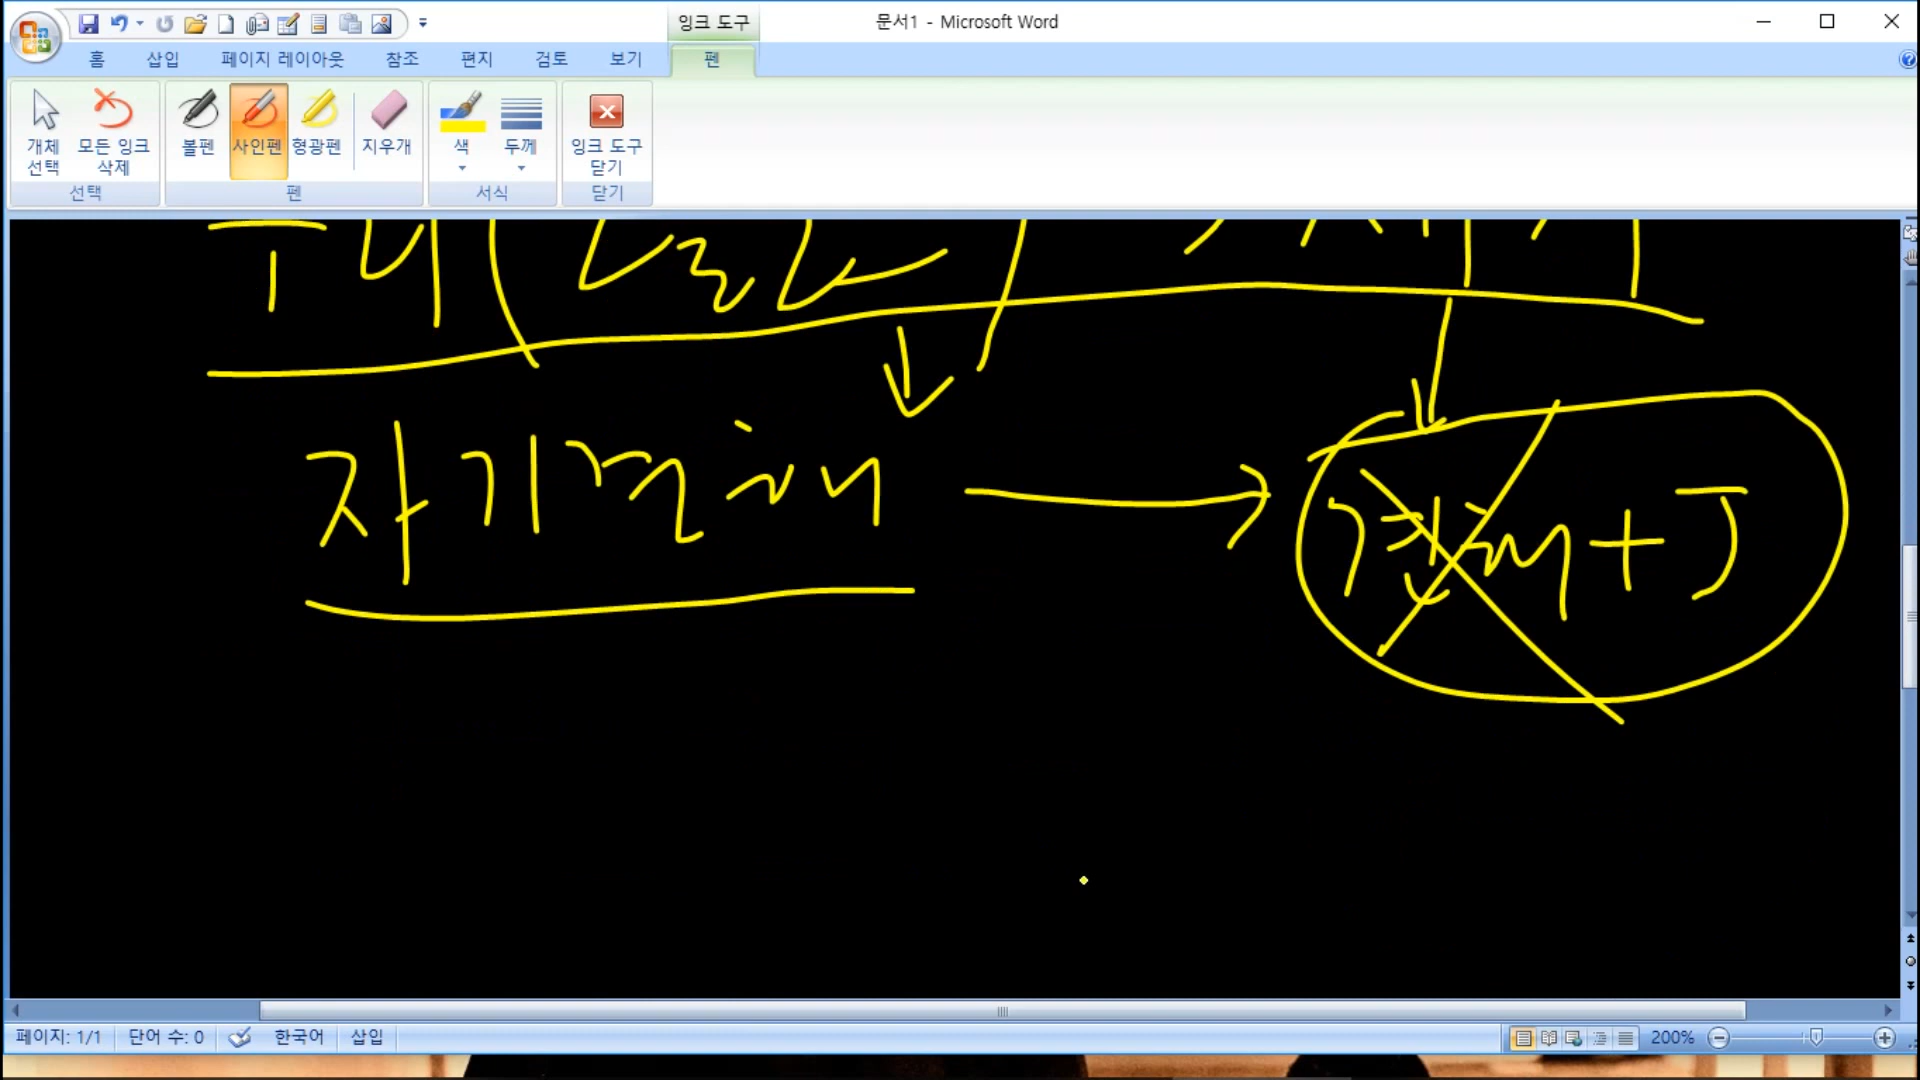 잉크 도구
문서1 - Microsoft Word
홈 삽입 페이지 레이아웃 참조 편지 검토 보기 펜
개체 선택
모든 잉크 삭제
볼펜
사인펜
형광펜
지우개
색
두께
잉크 도구 닫기
선택 펜 서식 닫기
+ J
페이지: 1/1 단어 수: 0 한국어 삽입 200%